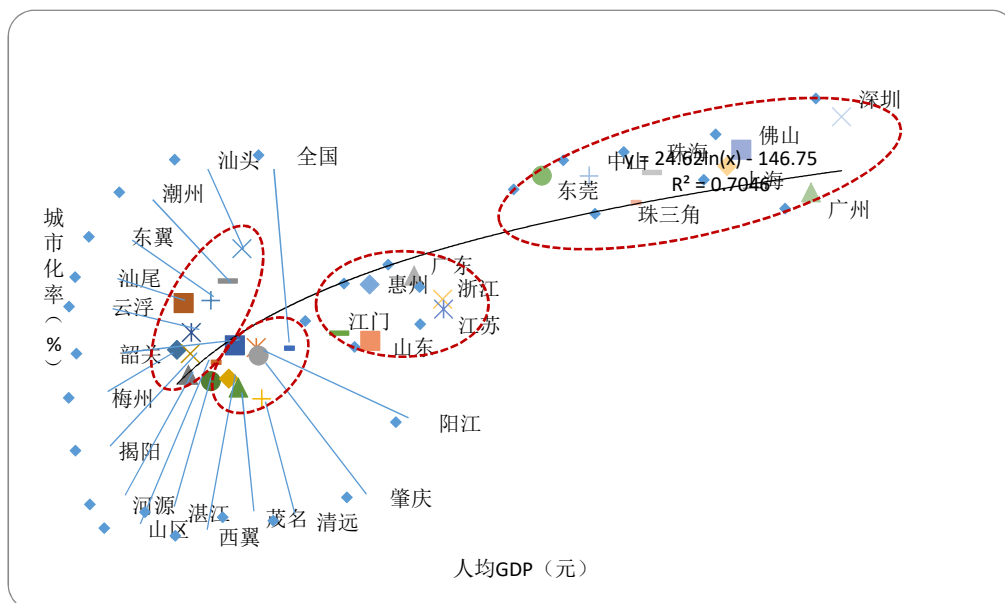 深圳
佛山
珠海
中山
y = 24.62ln(x) - 146.75
R² = 0.7046
上海
东莞
珠三角
广州
全国
汕头
潮州
东翼
汕尾
云浮
韶关
梅州
揭阳
河源
山区
湛江
西翼
茂名
清远
肇庆
阳江
广东
惠州
浙江
江苏
江门
山东
城市化率(%)
人均GDP（元）